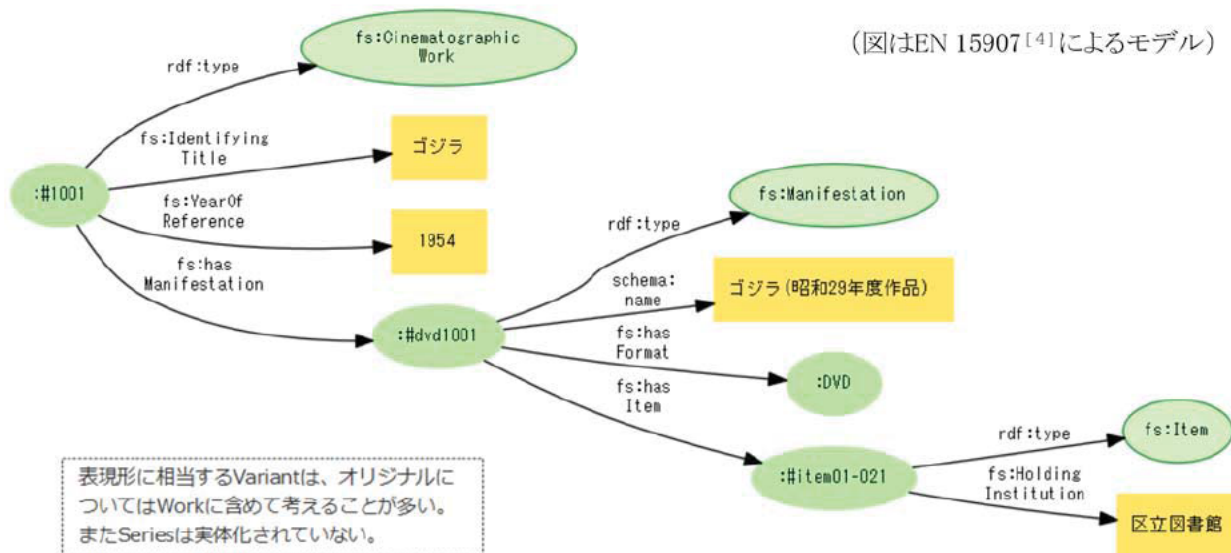 （図はEN 15907[4]によるモデル）
fs:Cinematographic
Work
rdf:type
fs:Identifying
Title
ゴジラ
:#1001
fs:YearOf
Reference
1954
fs:has
Manifestation
fs:Manifestation
rdf:type
schema:
name
ゴジラ(昭和29年度作品)
:#dvd1001
fs:has
Format
:DVD
fs:has
Item
rdf:type
fs:Item
:#item01-021
fs:Holding
Institution
区立図書館
表現形に相当するVariantは、オリジナルに
ついてはWorkに含めて考えることが多い。
またSeriesは実体化されていない。